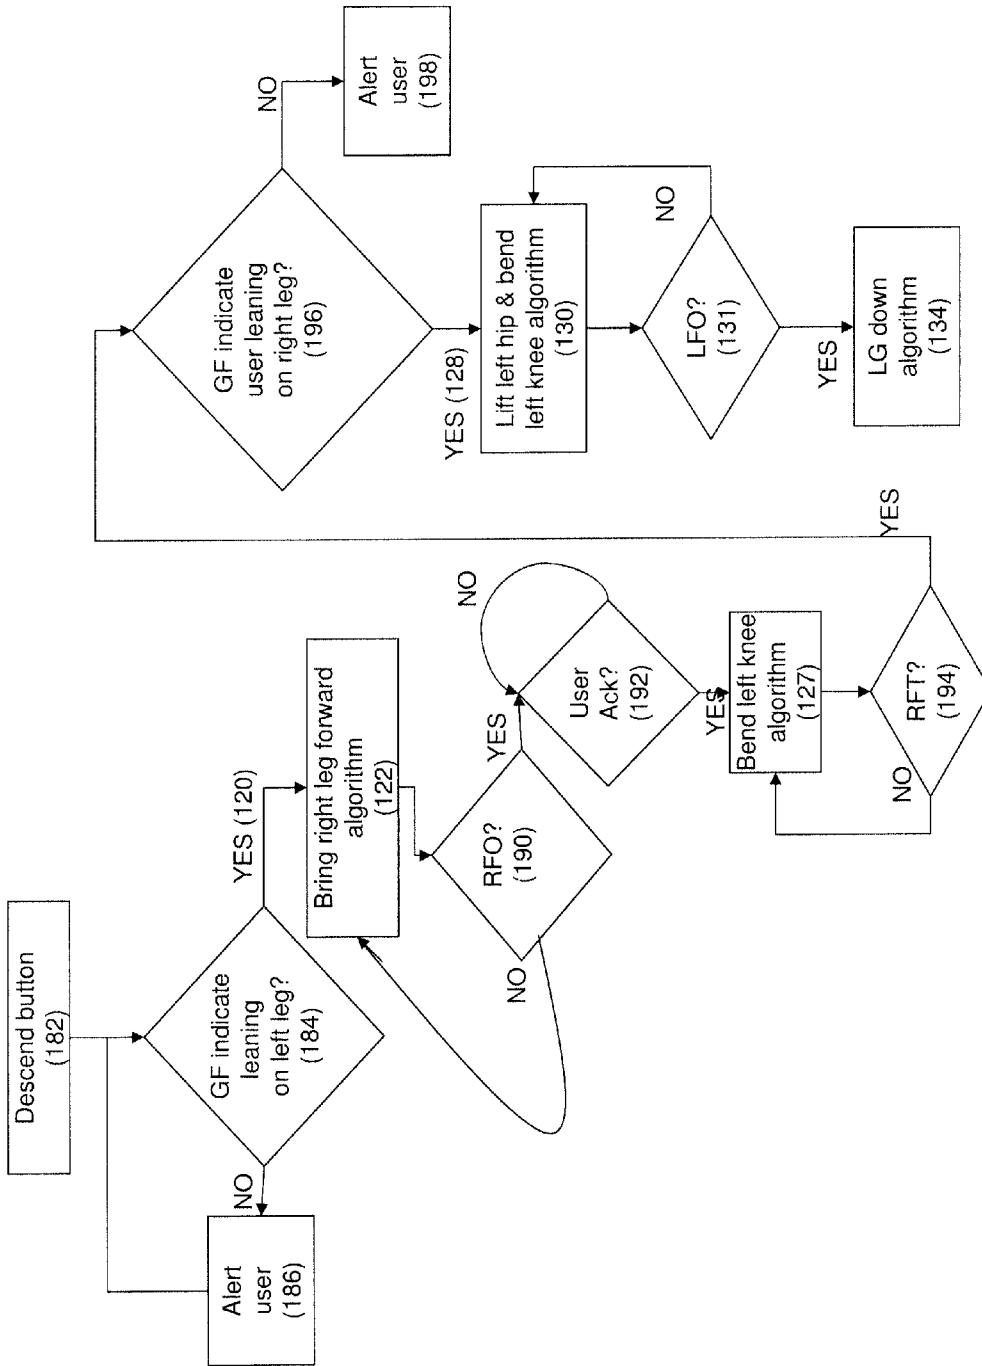 Descend button
(182)
GF indicate
leaning
on left leg?
(184)
NO
Alert
user
(186)
YES (120)
Bring right leg forward
algorithm
(122)
RFO?
(190)
NO
YES
User
Ack?
(192)
NO
YES
Bend left knee
algorithm
(127)
RFT?
(194)
NO
YES
GF indicate
user leaning
on right leg?
(196)
NO
Alert
user
(198)
YES (128)
Lift left hip & bend
left knee algorithm
(130)
LFO?
(131)
NO
YES
LG down
algorithm
(134)